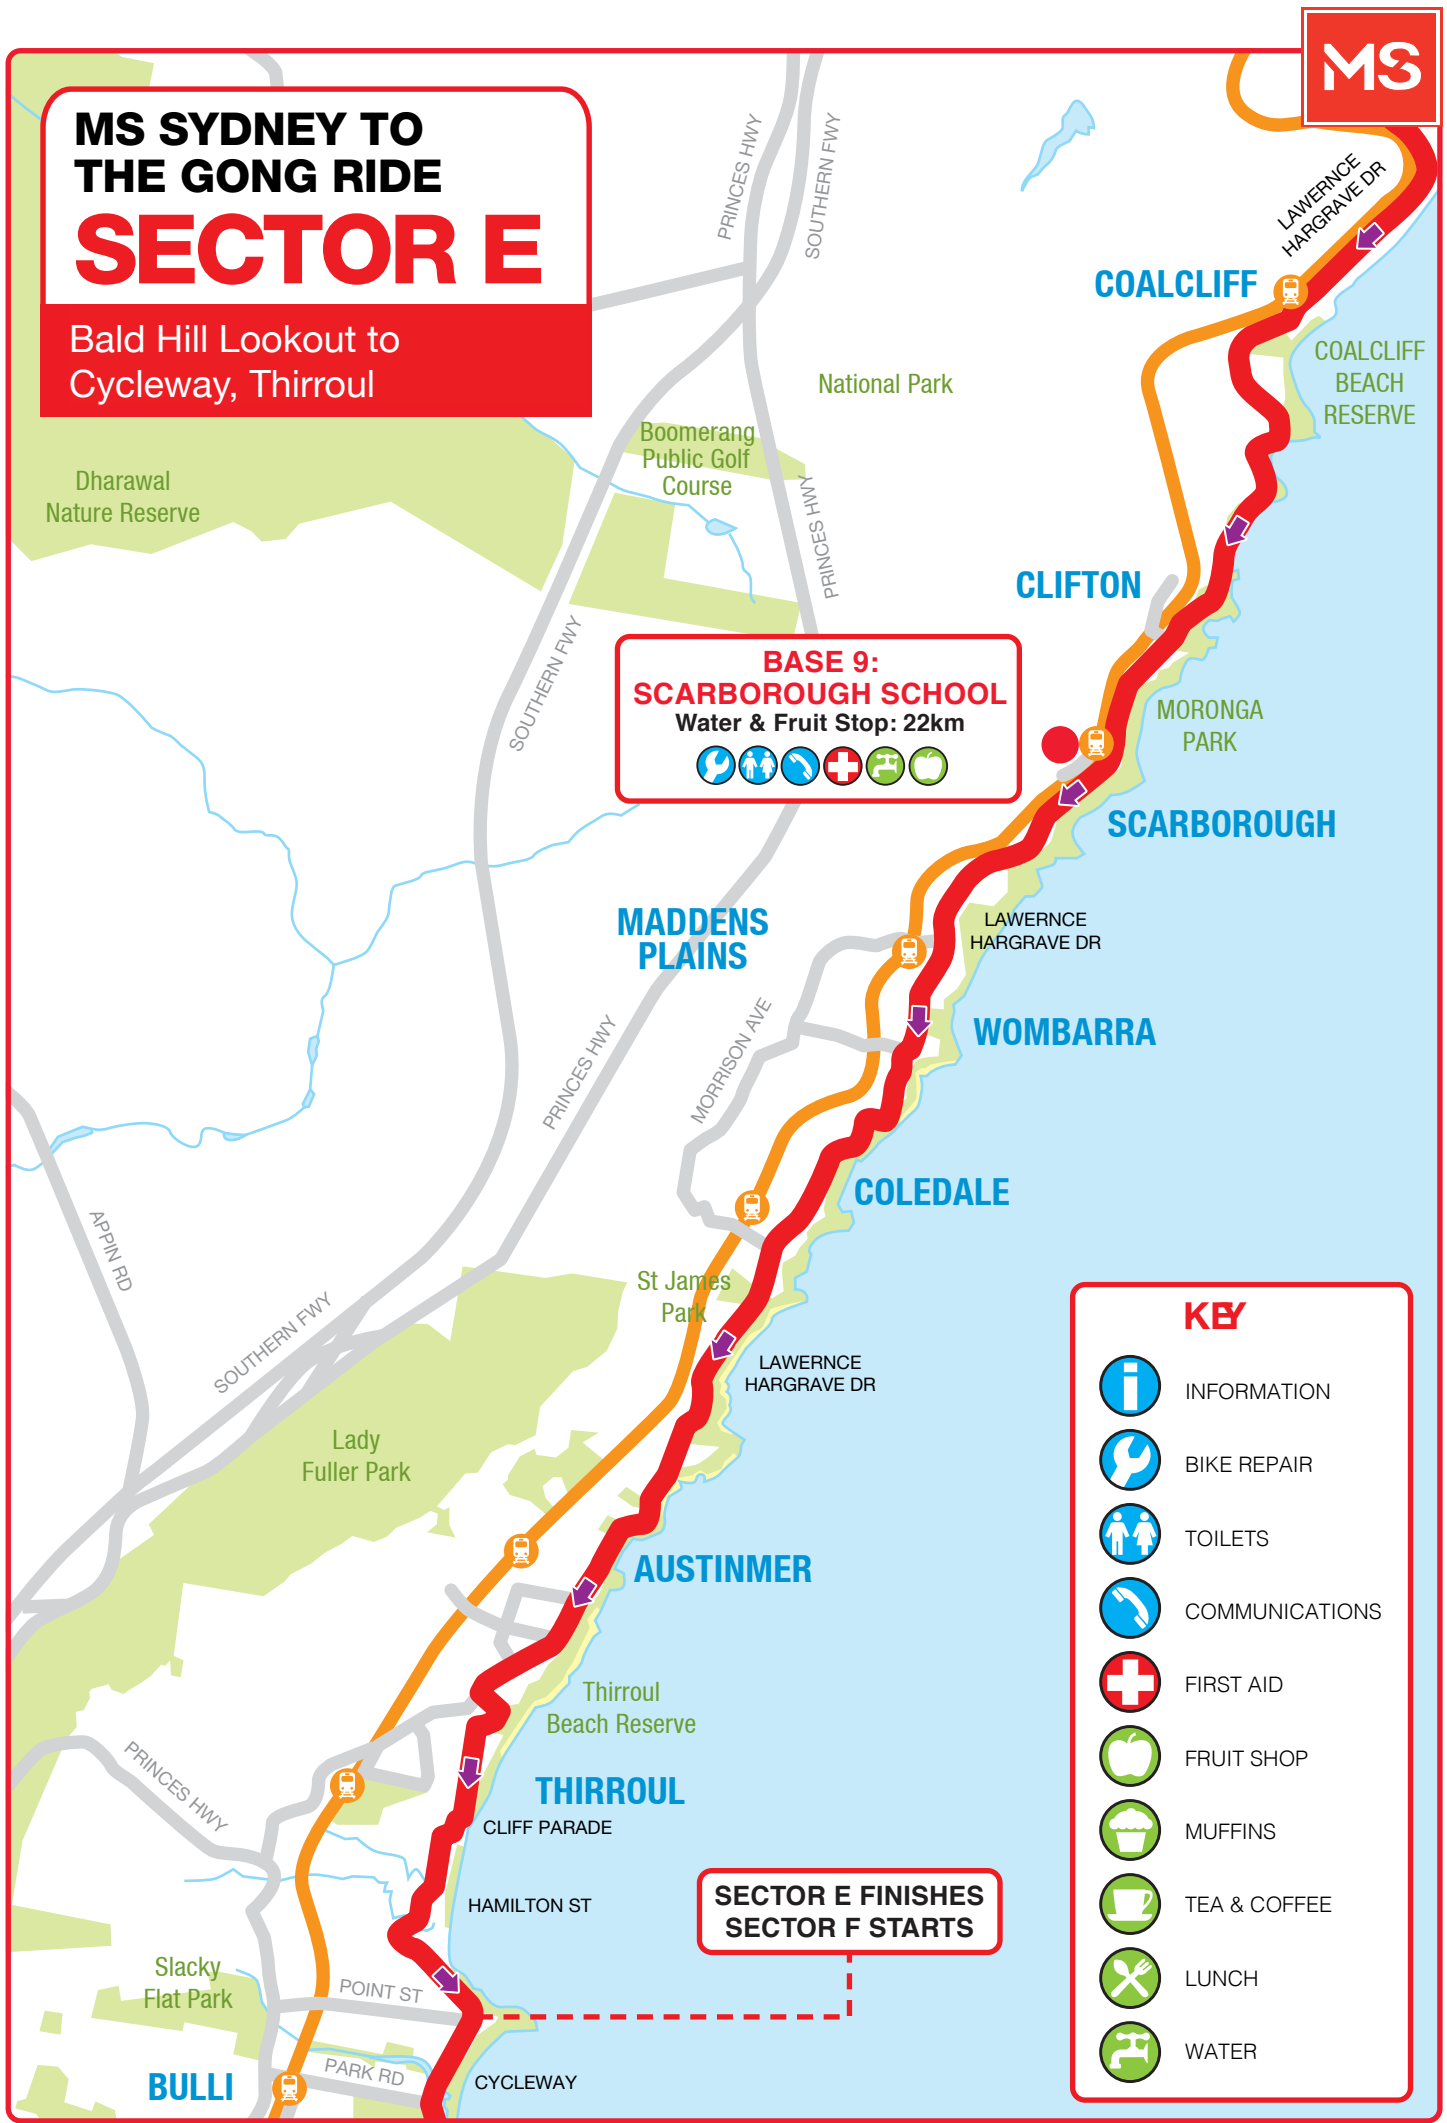 MS
MS SYDNEY TO
THE GONG RIDE
SECTOR E
Bald Hill Lookout to
Cycleway, Thirroul
PRINCES HWY
SOUTHERN FWY
LAWERNCE
HARGRAVE DR
COALCLIFF
COALCLIFF
BEACH
RESERVE
National Park
Boomerang
Public Golf
Course
Dharawal
Nature Reserve
PRINCES HWY
CLIFTON
SOUTHERN FWY
BASE 9:
SCARBOROUGH SCHOOL
Water & Fruit Stop: 22km
MORONGA
PARK
SCARBOROUGH
MADDENS
PLAINS
LAWERNCE
HARGRAVE DR
WOMBARRA
MORRISON AVE
PRINCES HWY
COLEDALE
APPIN RD
St James
Park
SOUTHERN FWY
LAWERNCE
HARGRAVE DR
Lady
Fuller Park
AUSTINMER
Thirroul
Beach Reserve
PRINCES HWY
THIRROUL
CLIFF PARADE
HAMILTON ST
SECTOR E FINISHES
SECTOR F STARTS
Slacky
Flat Park
POINT ST
PARK RD
BULLI
CYCLEWAY
KEY
INFORMATION
BIKE REPAIR
TOILETS
COMMUNICATIONS
FIRST AID
FRUIT SHOP
MUFFINS
TEA & COFFEE
LUNCH
WATER